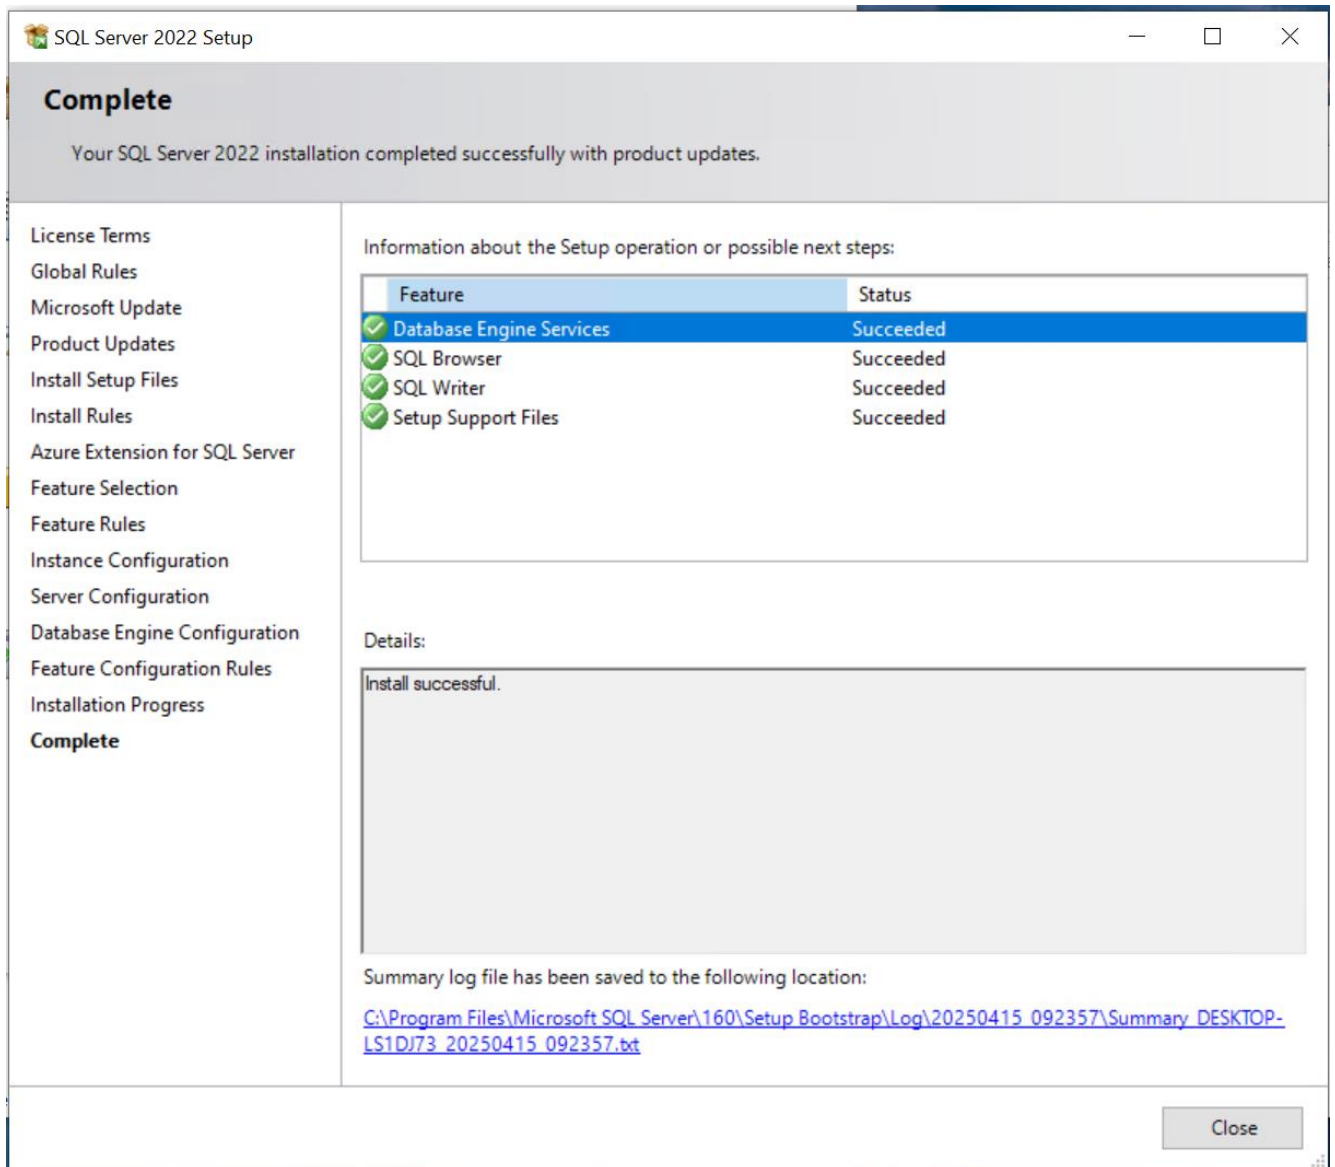 SQL Server 2022 Setup
Complete
Your SQL Server 2022 installation completed successfully with product updates.
License Terms
Global Rules
Microsoft Update
Product Updates
Install Setup Files
Install Rules
Azure Extension for SQL Server
Feature Selection
Feature Rules
Instance Configuration
Server Configuration
Database Engine Configuration
Feature Configuration Rules
Installation Progress
Complete
Information about the Setup operation or possible next steps:
Feature Status
Database Engine Services Succeeded
SQL Browser Succeeded
SQL Writer Succeeded
Setup Support Files Succeeded
Details:
Install successful.
Summary log file has been saved to the following location:
C:\Program Files\Microsoft SQL Server\160\Setup Bootstrap\Log\20250415_092357\Summary_DESKTOP-
LS1DJ73_20250415_092357.txt
Close